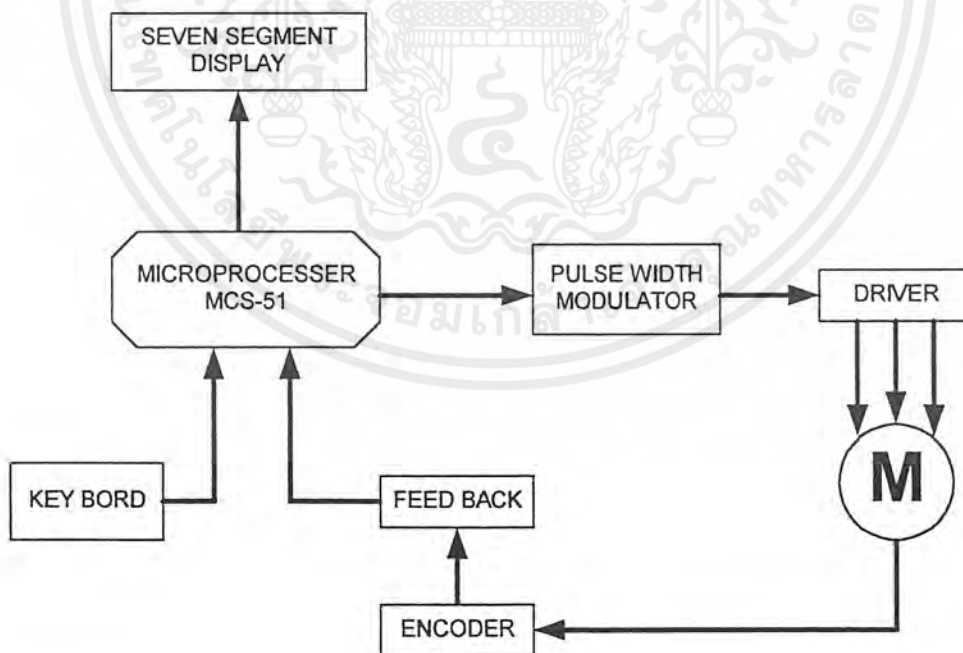 SEVEN SEGMENT
DISPLAY
MICROPROCESSER
MCS-51
PULSE WIDTH
MODULATOR
DRIVER
M
KEY BORD
FEED BACK
ENCODER